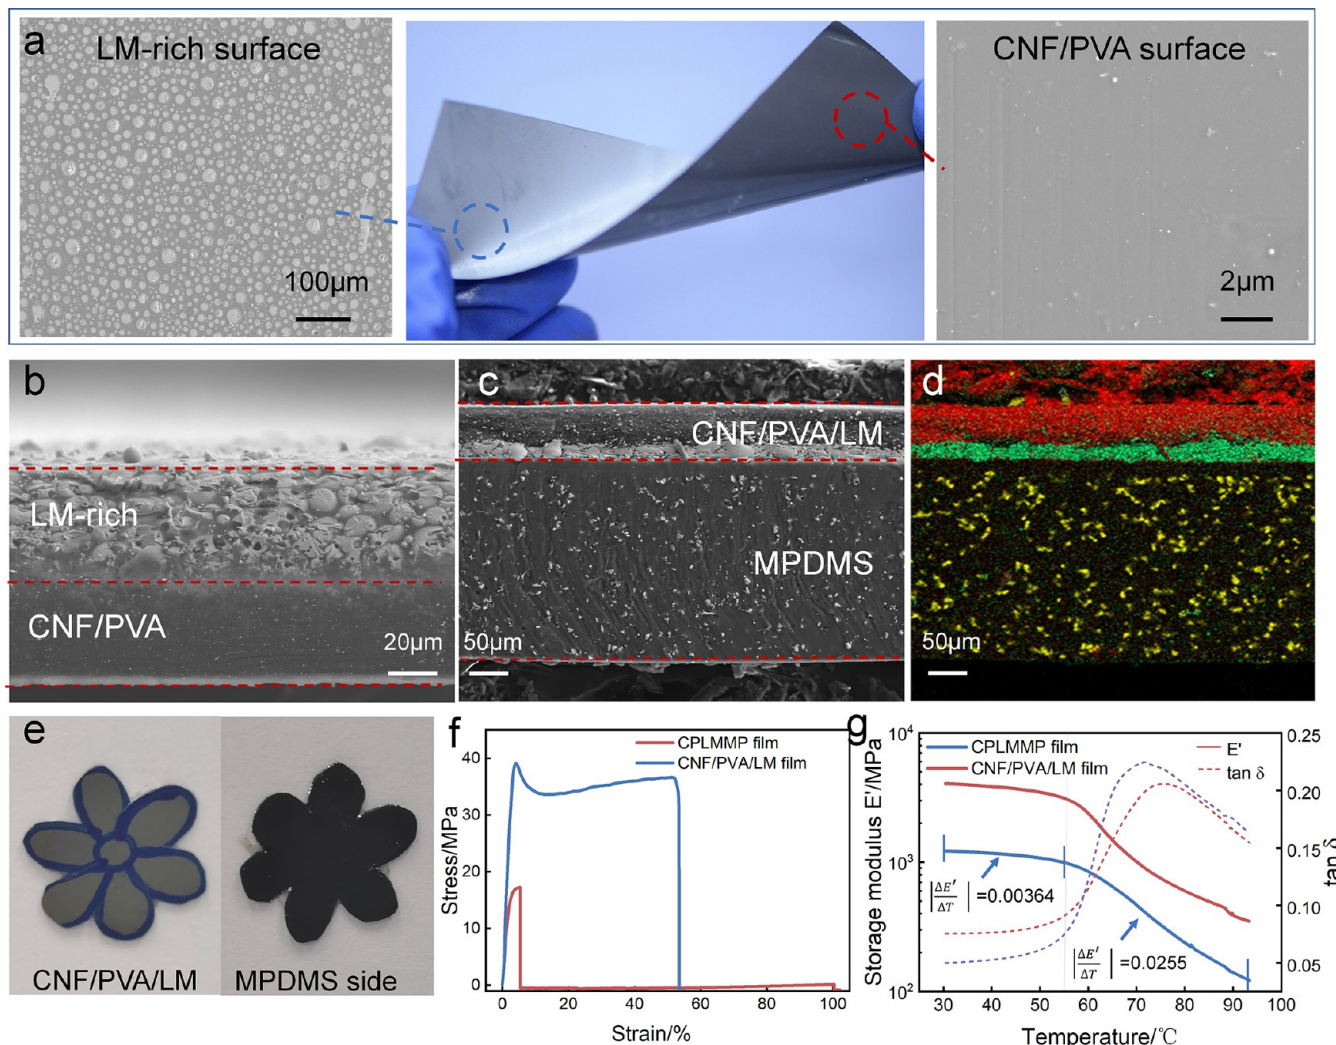 a
LM-rich surface
100μm
CNF/PVA surface
2μm
b
LM-rich
CNF/PVA
20μm
c
CNF/PVA/LM
MPDMS
50μm
d
50μm
e
CNF/PVA/LM
MPDMS side
f
CPLMMP film
CNF/PVA/LM film
Stress/MPa
40
30
20
10
0
0 20 40 60 80 100
Strain/%
g
CPLMMP film
CNF/PVA/LM film
E'
tan δ
Storage modulus E'/MPa
10⁴
10³
10²
|ΔE'/ΔT|=0.00364
|ΔE'/ΔT|=0.0255
0.25
0.20
0.15
0.10
0.05
tan δ
30 40 50 60 70 80 90 100
Temperature/℃